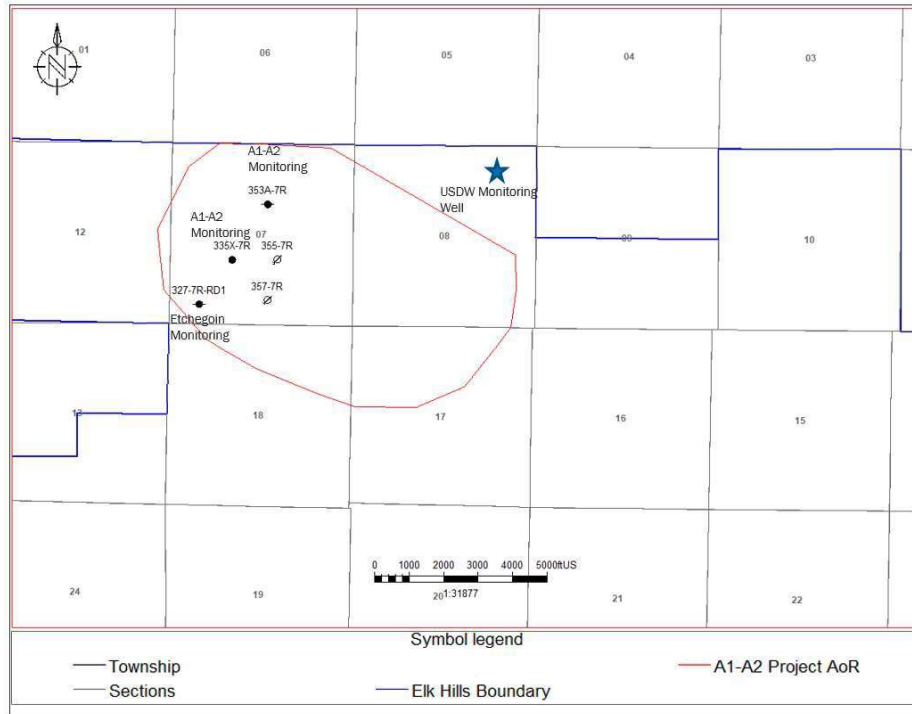 01
06
05
04
03
N
A1-A2
Monitoring
353A-7R
USDW Monitoring
Well
A1-A2
Monitoring
07
335X-7R
355-7R
12
08
09
10
327-7R-RD1
357-7R
Etchegoin
Monitoring
13
18
17
16
15
0 1000 2000 3000 4000 5000ftUS
1:31877
24
19
20
21
22
Symbol legend
Township
A1-A2 Project AoR
Sections
Elk Hills Boundary